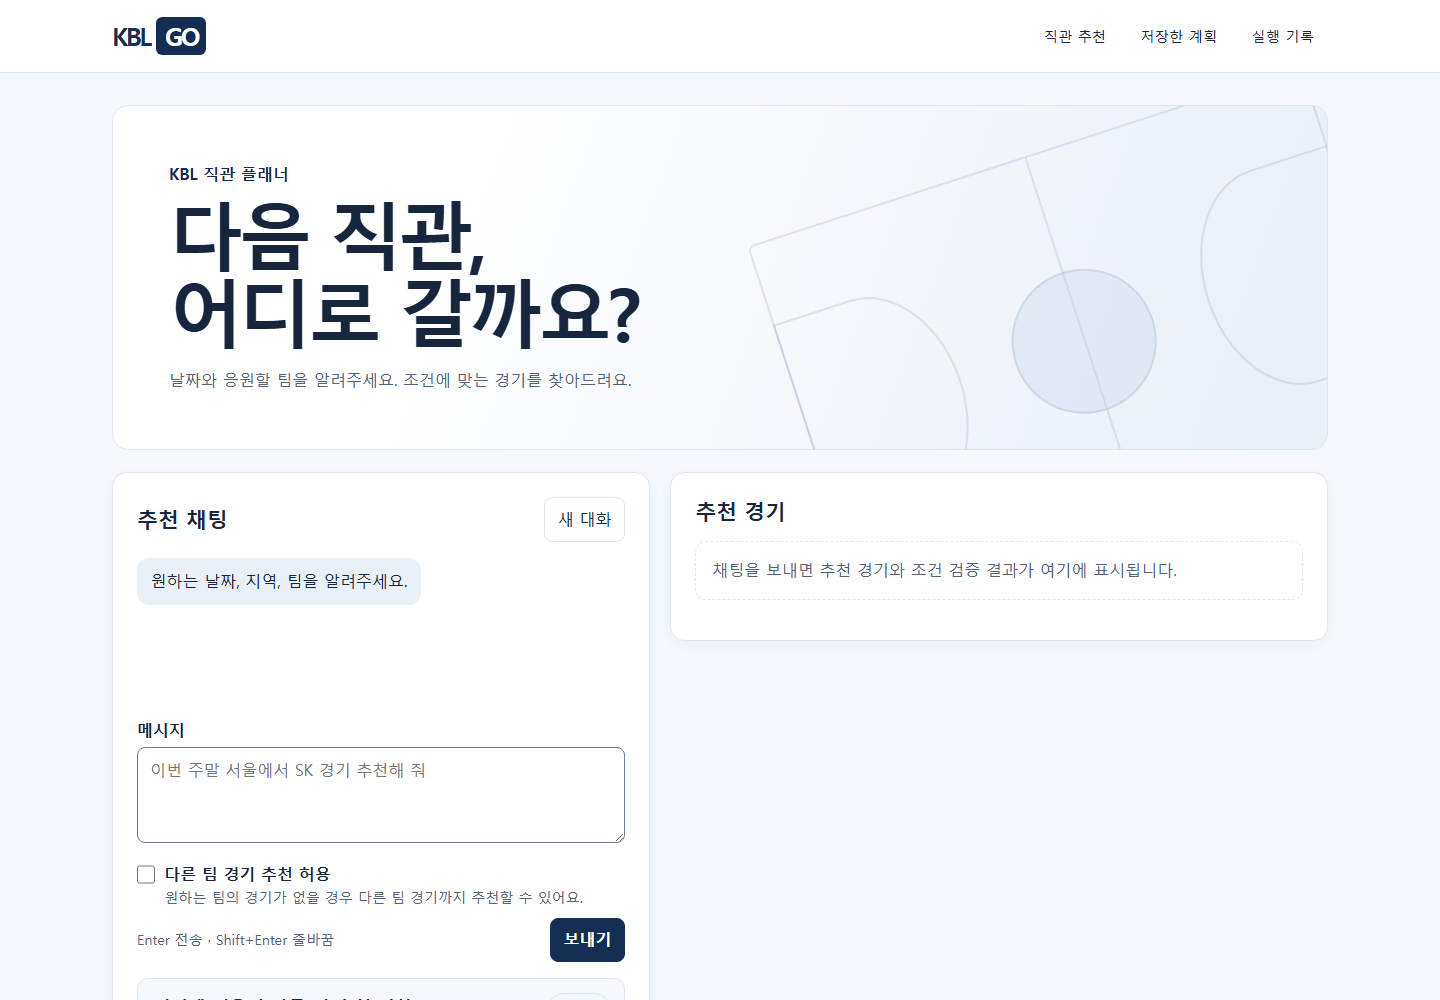 KBL GO
직관 추천
저장한 계획
실행 기록
KBL 직관 플래너
다음 직관,
어디로 갈까요?
날짜와 응원할 팀을 알려주세요. 조건에 맞는 경기를 찾아드려요.
추천 채팅
새 대화
원하는 날짜, 지역, 팀을 알려주세요.
메시지
이번 주말 서울에서 SK 경기 추천해 줘
다른 팀 경기 추천 허용
원하는 팀의 경기가 없을 경우 다른 팀 경기까지 추천할 수 있어요.
Enter 전송 · Shift+Enter 줄바꿈
보내기
추천 경기
채팅을 보내면 추천 경기와 조건 검증 결과가 여기에 표시됩니다.